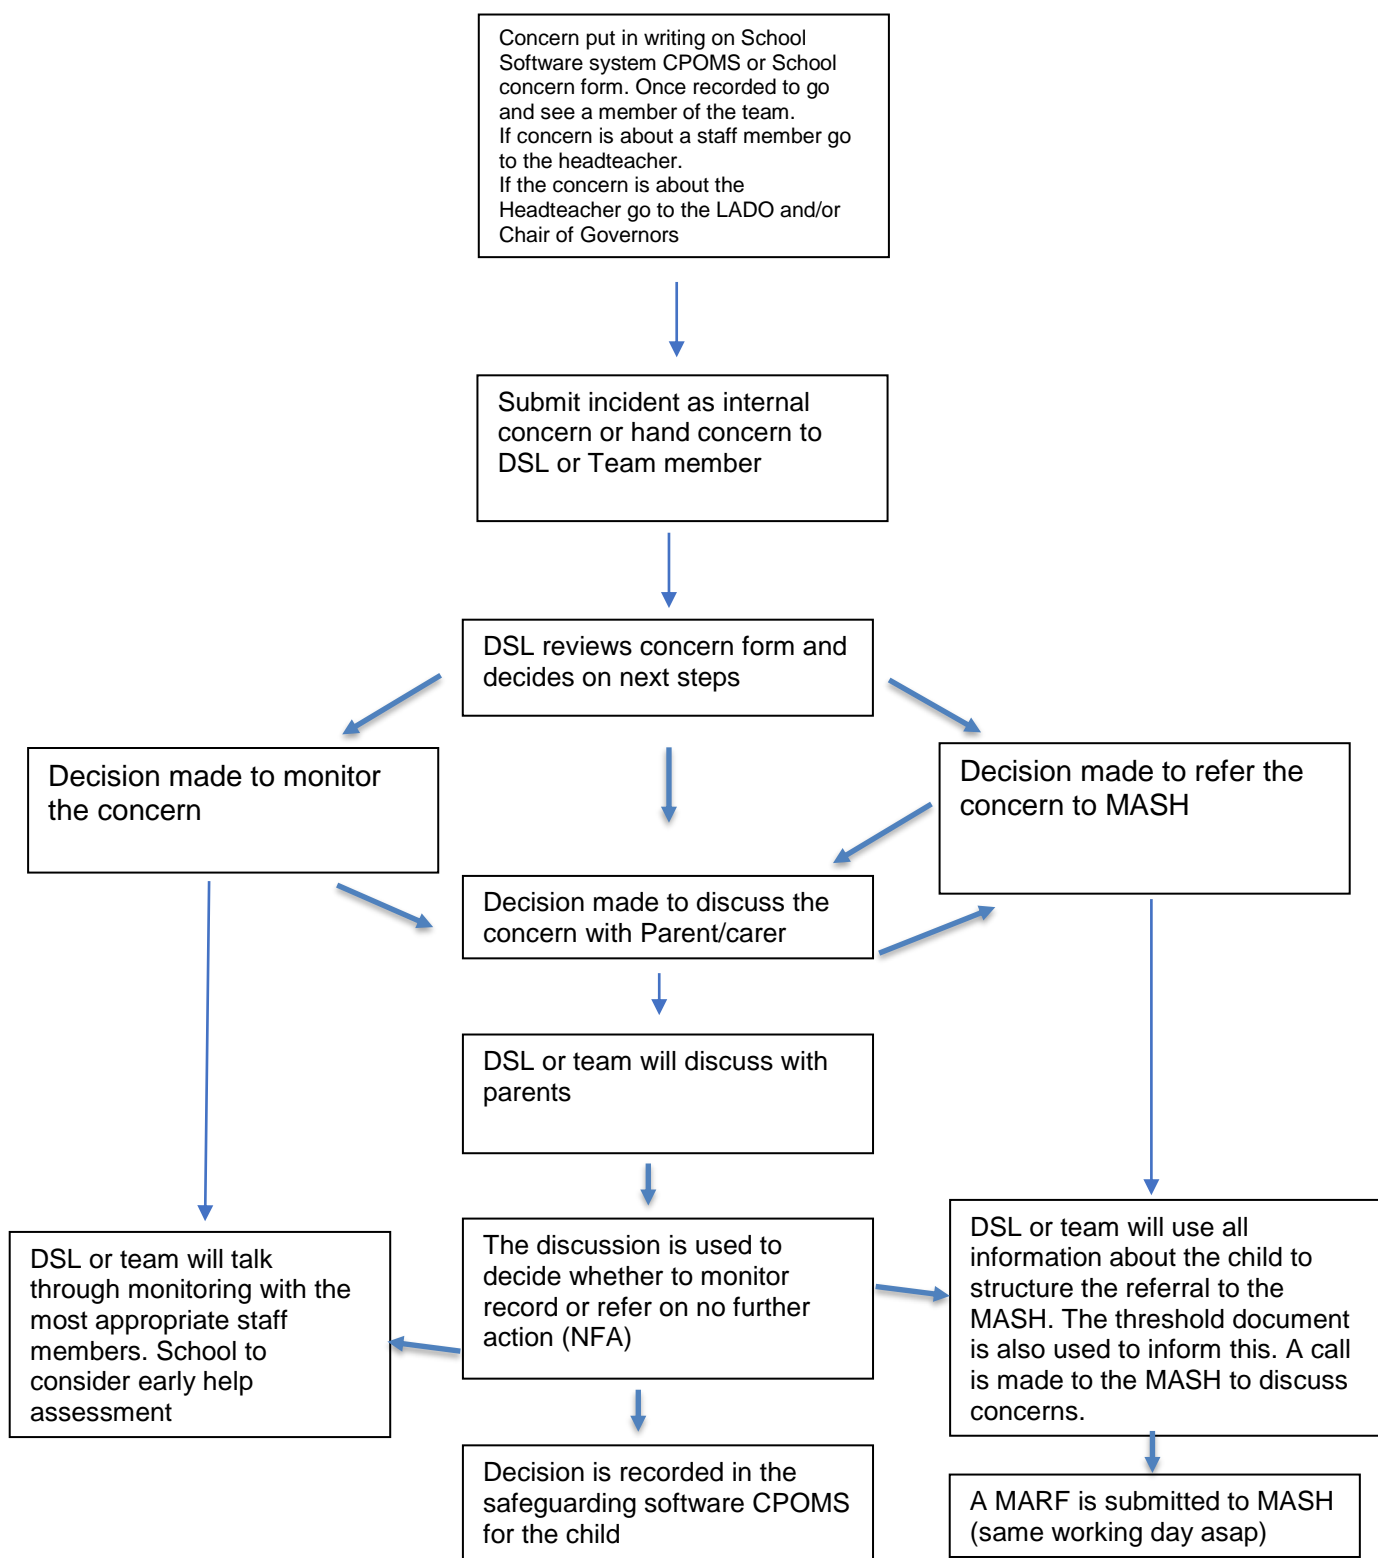 Concern put in writing on School
Software system CPOMS or School
concern form. Once recorded to go
and see a member of the team.
If concern is about a staff member go
to the headteacher.
If the concern is about the
Headteacher go to the LADO and/or
Chair of Governors
Submit incident as internal
concern or hand concern to
DSL or Team member
DSL reviews concern form and
decides on next steps
Decision made to monitor
the concern
Decision made to refer the
concern to MASH
Decision made to discuss the
concern with Parent/carer
DSL or team will discuss with
parents
DSL or team will talk
through monitoring with the
most appropriate staff
members. School to
consider early help
assessment
The discussion is used to
decide whether to monitor
record or refer on no further
action (NFA)
DSL or team will use all
information about the child to
structure the referral to the
MASH. The threshold document
is also used to inform this. A call
is made to the MASH to discuss
concerns.
Decision is recorded in the
safeguarding software CPOMS
for the child
A MARF is submitted to MASH
(same working day asap)